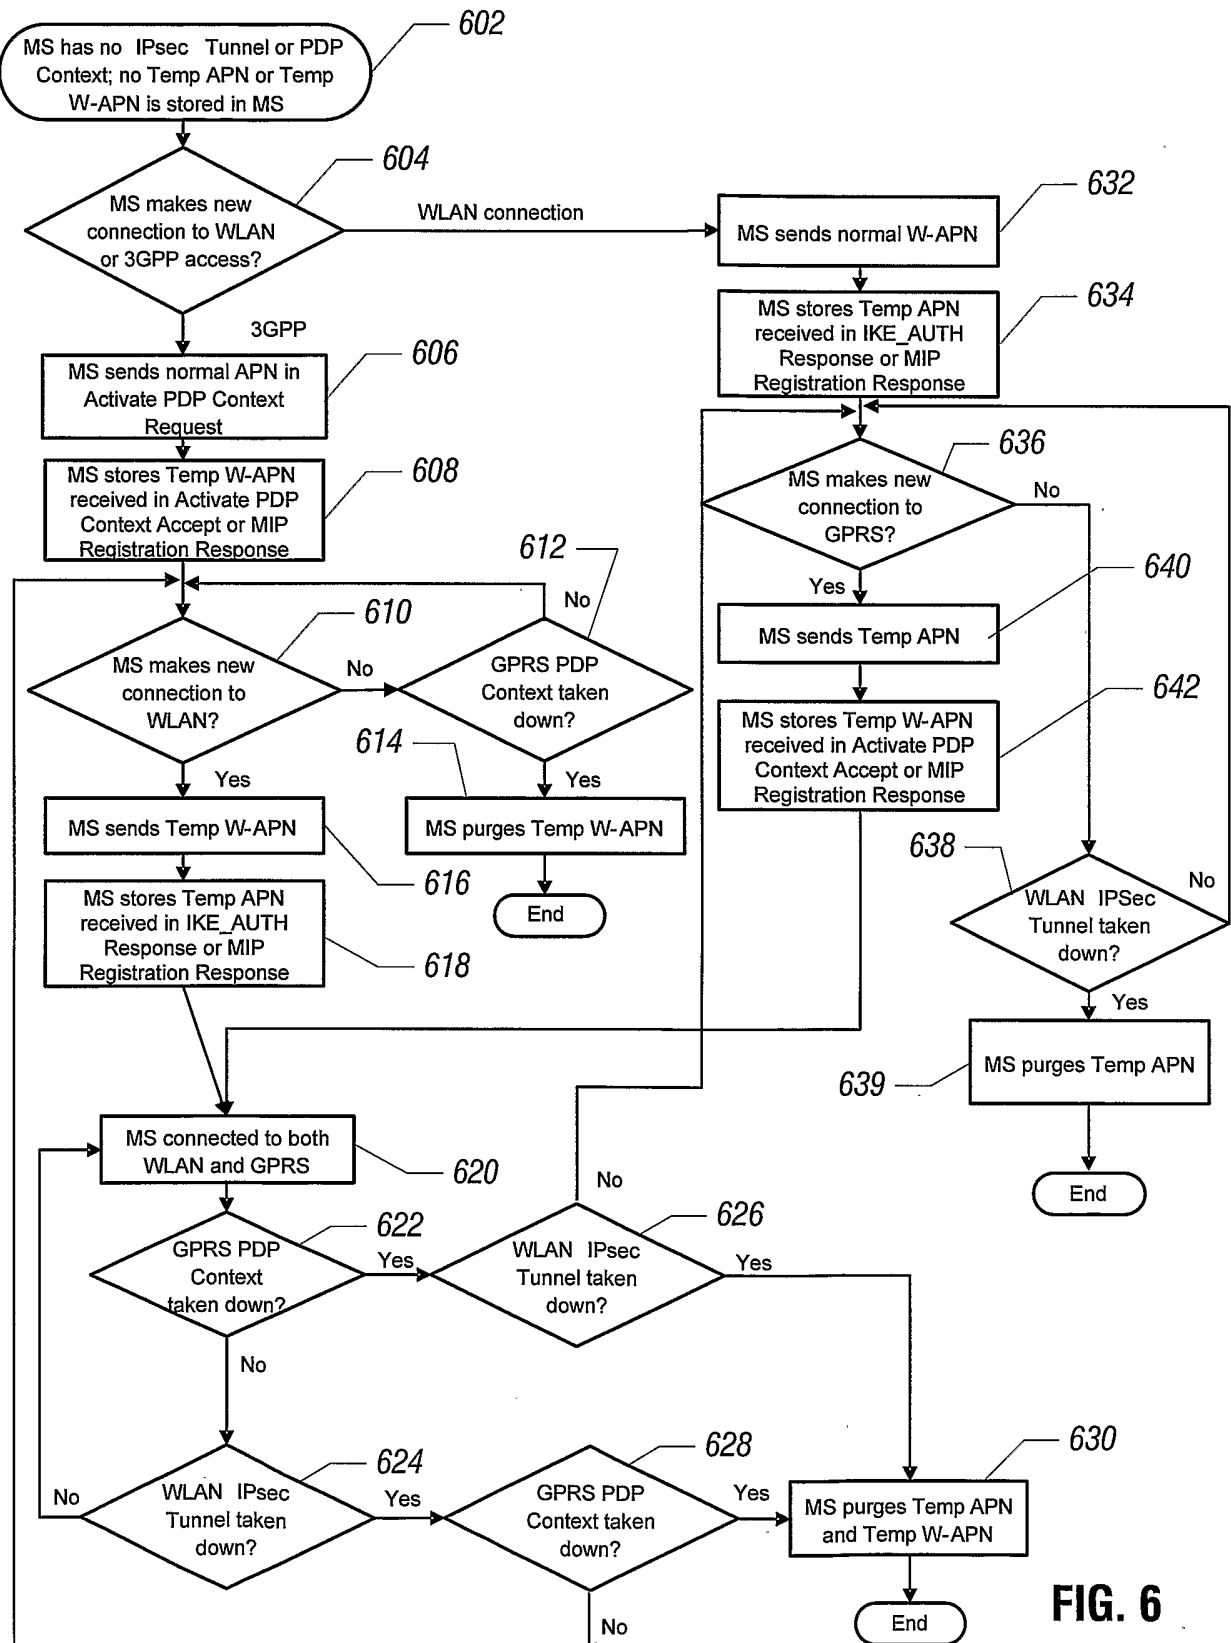 602
MS has no IPsec Tunnel or PDP
Context; no Temp APN or Temp
W-APN is stored in MS
604
MS makes new
connection to WLAN
or 3GPP access?
WLAN connection
3GPP
632
MS sends normal W-APN
634
MS stores Temp APN
received in IKE_AUTH
Response or MIP
Registration Response
606
MS sends normal APN in
Activate PDP Context
Request
608
MS stores Temp W-APN
received in Activate PDP
Context Accept or MIP
Registration Response
636
MS makes new
connection to
GPRS?
No
Yes
612
No
GPRS PDP
Context taken
down?
610
MS makes new
connection to
WLAN?
No
Yes
640
MS sends Temp APN
642
MS stores Temp W-APN
received in Activate PDP
Context Accept or MIP
Registration Response
614
Yes
MS purges Temp W-APN
End
MS sends Temp W-APN
616
MS stores Temp APN
received in IKE_AUTH
Response or MIP
Registration Response
618
638
WLAN IPSec
Tunnel taken
down?
No
Yes
MS purges Temp APN
639
End
MS connected to both
WLAN and GPRS
620
622
GPRS PDP
Context
taken down?
Yes
No
626
No
WLAN IPsec
Tunnel taken
down?
Yes
624
No
WLAN IPsec
Tunnel taken
down?
Yes
628
GPRS PDP
Context taken
down?
Yes
No
630
MS purges Temp APN
and Temp W-APN
End
FIG. 6